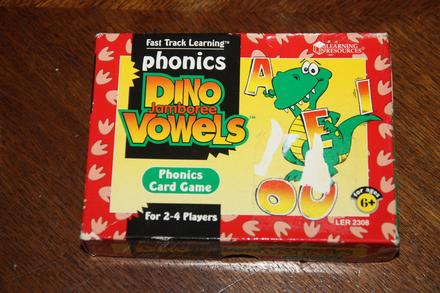 Fast Track Learning™
LEARNING
RESOURCES®
phonics
DINO
Jamboree
VOWELS™
A
E
I
O U
Phonics
Card Game
for ages
6+
For 2-4 Players
LER 2308